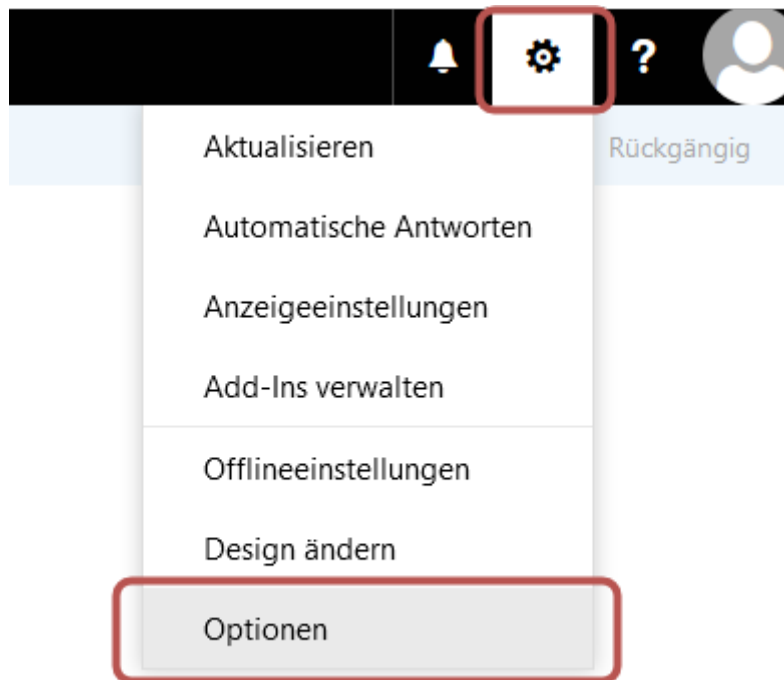 ?
Aktualisieren
Rückgängig
Automatische Antworten
Anzeigeeinstellungen
Add-Ins verwalten
Offlineeinstellungen
Design ändern
Optionen